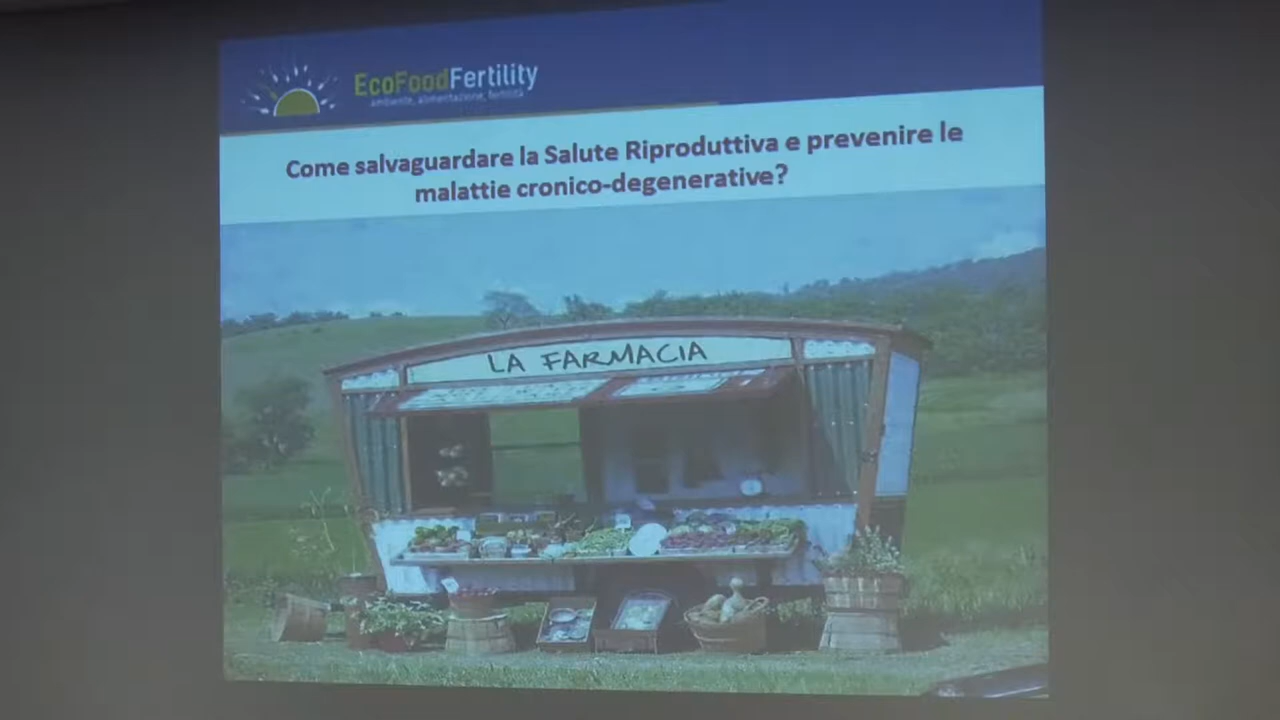 EcoFoodFertility
ambiente, alimentazione, fertilità
Come salvaguardare la Salute Riproduttiva e prevenire le
malattie cronico-degenerative?
LA FARMACIA